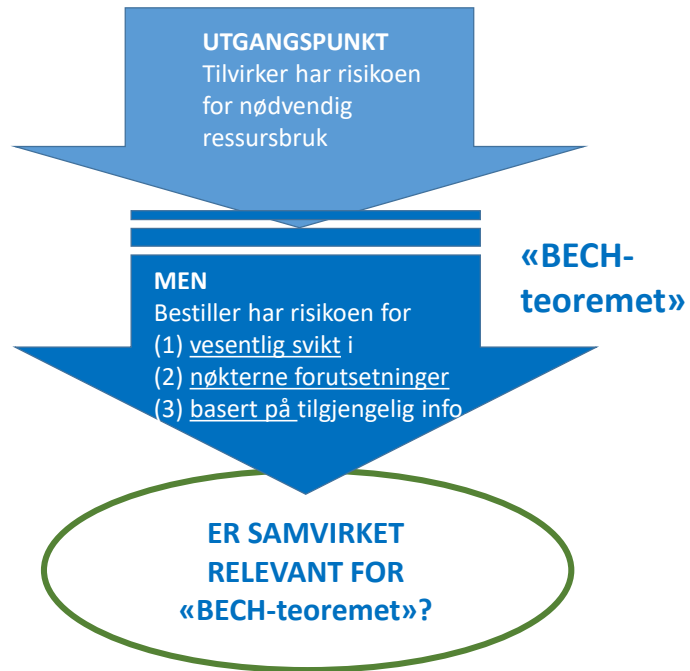 UTGANGSPUNKT
Tilvirker har risikoen
for nødvendig
ressursbruk
«BECH-
teoremet»
MEN
Bestiller har risikoen for
(1) vesentlig svikt i
(2) nøkterne forutsetninger
(3) basert på tilgjengelig info
ER SAMVIRKET
RELEVANT FOR
«BECH-teoremet»?